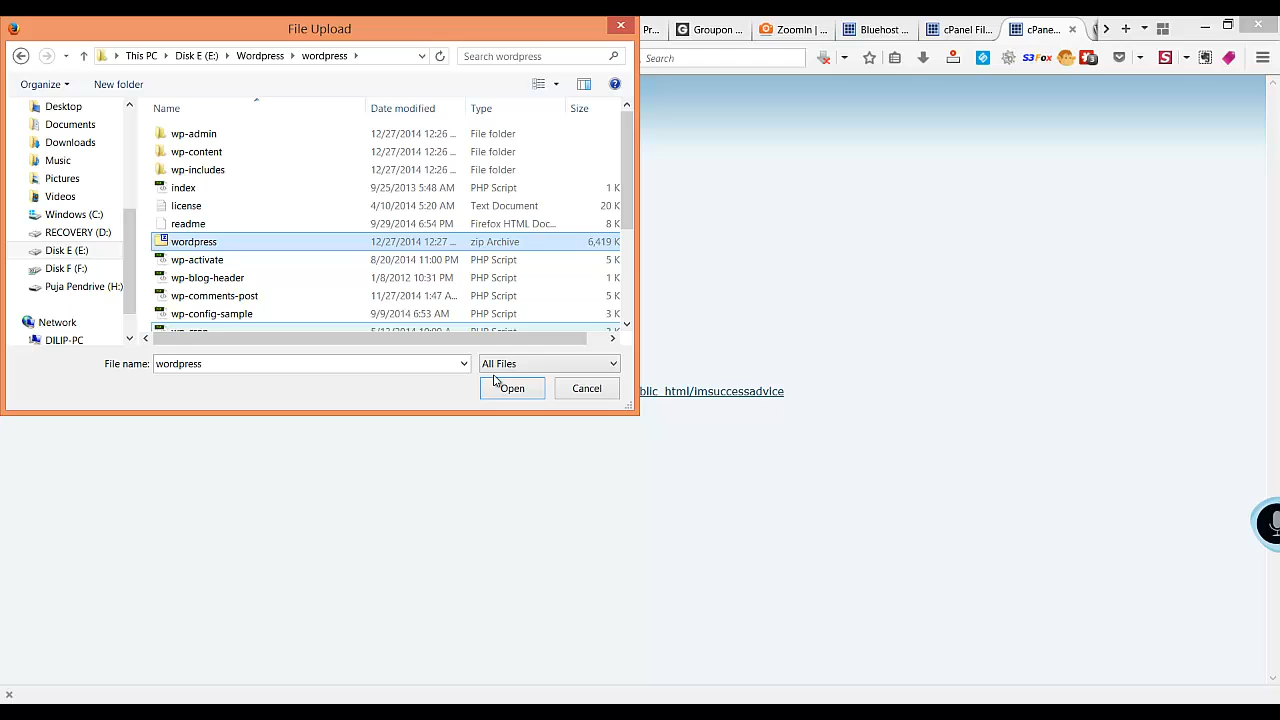 File Upload
Pr...
Groupon ...
ZoomIn | ...
Bluehost ...
cPanel Fil...
cPane...
This PC
Disk E (E:)
Wordpress
wordpress
Search wordpress
Search
S3Fox
Organize
New folder
Name
Date modified
Type
Size
Desktop
Documents
Downloads
Music
Pictures
Videos
Windows (C:)
RECOVERY (D:)
Disk E (E:)
Disk F (F:)
Puja Pendrive (H:)
Network
DILIP-PC
wp-admin 12/27/2014 12:26 ... File folder
wp-content 12/27/2014 12:26 ... File folder
wp-includes 12/27/2014 12:26 ... File folder
index 9/25/2013 5:48 AM PHP Script 1 K
license 4/10/2014 5:20 AM Text Document 20 K
readme 9/29/2014 6:54 PM Firefox HTML Doc... 8 K
wordpress 12/27/2014 12:27 ... zip Archive 6,419 K
wp-activate 8/20/2014 11:00 PM PHP Script 5 K
wp-blog-header 1/8/2012 10:31 PM PHP Script 1 K
wp-comments-post 11/27/2014 1:47 A... PHP Script 5 K
wp-config-sample 9/9/2014 6:53 AM PHP Script 3 K
File name: wordpress
All Files
Open
Cancel
blic_html/imsuccessadvice